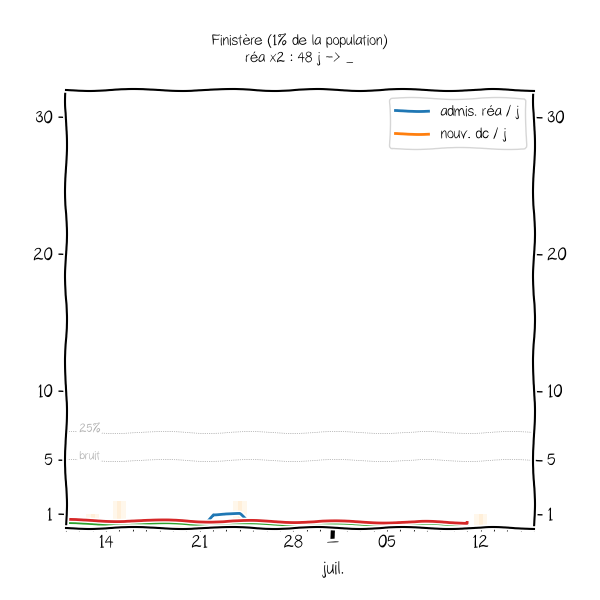 Finistère (1% de la population)
réa x2 : 48 j -> _
admis. réa / j
nouv. dc / j
30 30
20 20
10 10
25%
5 5
bruit
1 1
14 21 28 1 05 12
juil.